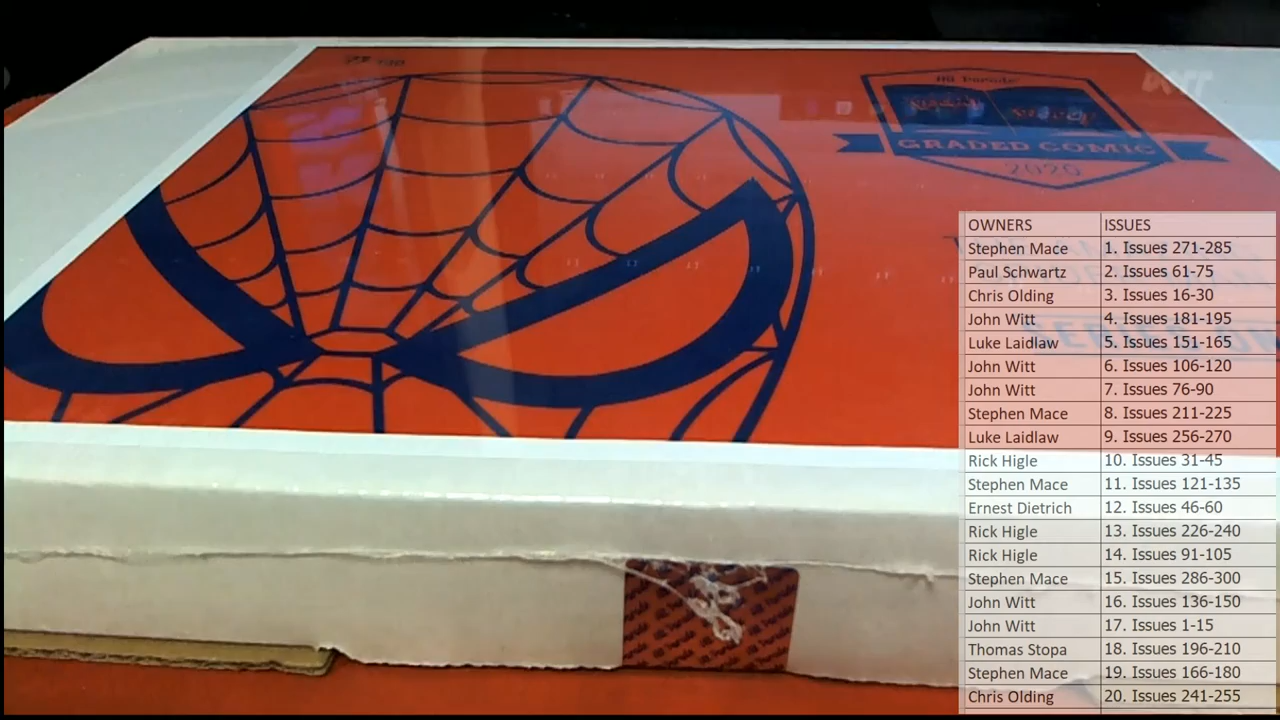 Hit Parade
GRADED COMIC
2020
OWNERS ISSUES
Stephen Mace 1. Issues 271-285
Paul Schwartz 2. Issues 61-75
Chris Olding 3. Issues 16-30
John Witt 4. Issues 181-195
Luke Laidlaw 5. Issues 151-165
John Witt 6. Issues 106-120
John Witt 7. Issues 76-90
Stephen Mace 8. Issues 211-225
Luke Laidlaw 9. Issues 256-270
Rick Higle 10. Issues 31-45
Stephen Mace 11. Issues 121-135
Ernest Dietrich 12. Issues 46-60
Rick Higle 13. Issues 226-240
Rick Higle 14. Issues 91-105
Stephen Mace 15. Issues 286-300
John Witt 16. Issues 136-150
John Witt 17. Issues 1-15
Thomas Stopa 18. Issues 196-210
Stephen Mace 19. Issues 166-180
Chris Olding 20. Issues 241-255